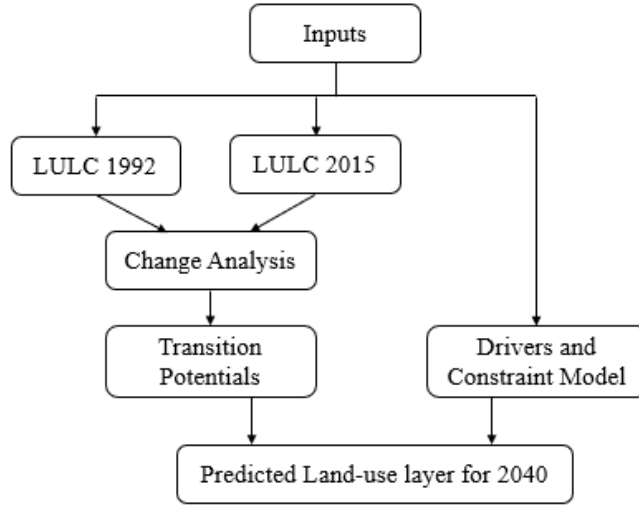 Inputs
LULC 1992
LULC 2015
Change Analysis
Transition
Potentials
Drivers and
Constraint Model
Predicted Land-use layer for 2040